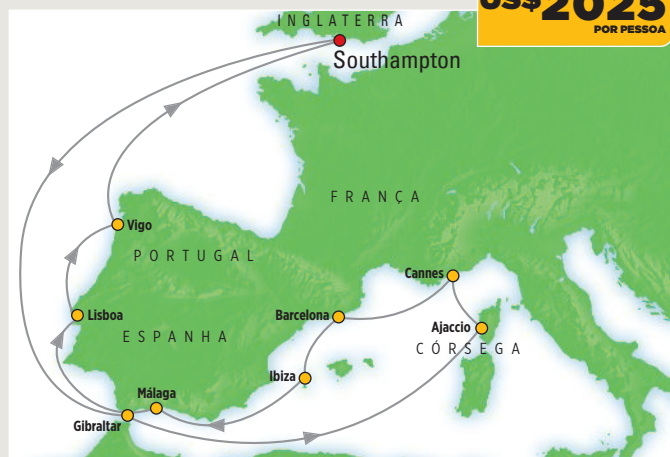 US$2025
POR PESSOA
INGLATERRA
Southampton
FRANÇA
Vigo
PORTUGAL
Cannes
Lisboa
Barcelona
Ajaccio
ESPANHA
CÓRSEGA
Ibiza
Málaga
Gibraltar